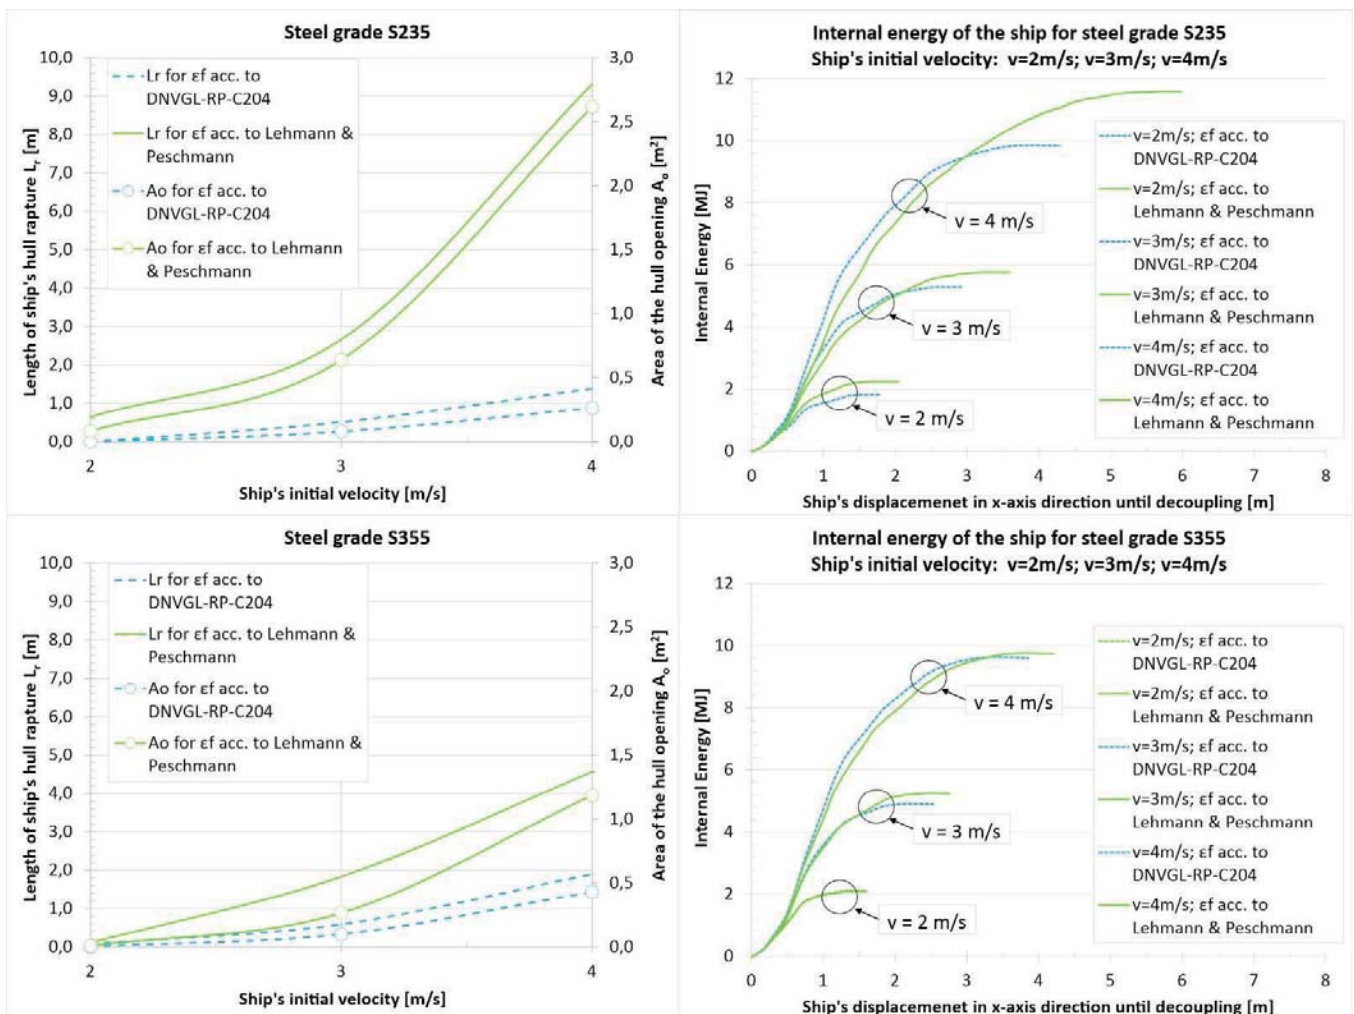 Steel grade S235
10,0
9,0
8,0
7,0
6,0
5,0
4,0
3,0
2,0
1,0
0,0
Length of ship's hull rapture Lr [m]
Lr for εf acc. to
DNVGL-RP-C204
Lr for εf acc. to Lehmann &
Peschmann
Ao for εf acc. to
DNVGL-RP-C204
Ao for εf acc. to Lehmann
& Peschmann
3,0
2,5
2,0
1,5
1,0
0,5
0,0
Area of the hull opening Ao [m²]
2 3 4
Ship's initial velocity [m/s]
Internal energy of the ship for steel grade S235
Ship's initial velocity: v=2m/s; v=3m/s; v=4m/s
12
10
8
6
4
2
0
Internal Energy [MJ]
v = 4 m/s
v = 3 m/s
v = 2 m/s
v=2m/s; εf acc. to
DNVGL-RP-C204
v=2m/s; εf acc. to
Lehmann & Peschmann
v=3m/s; εf acc. to
DNVGL-RP-C204
v=3m/s; εf acc. to
Lehmann & Peschmann
v=4m/s; εf acc. to
DNVGL-RP-C204
v=4m/s; εf acc. to
Lehmann & Peschmann
0 1 2 3 4 5 6 7 8
Ship's displacemenet in x-axis direction until decoupling [m]
Steel grade S355
10,0
9,0
8,0
7,0
6,0
5,0
4,0
3,0
2,0
1,0
0,0
Length of ship's hull rapture Lr [m]
Lr for εf acc. to
DNVGL-RP-C204
Lr for εf acc. to Lehmann &
Peschmann
Ao for εf acc. to
DNVGL-RP-C204
Ao for εf acc. to Lehmann &
Peschmann
3,0
2,5
2,0
1,5
1,0
0,5
0,0
Area of the hull opening Ao [m²]
2 3 4
Ship's initial velocity [m/s]
Internal energy of the ship for steel grade S355
Ship's initial velocity: v=2m/s; v=3m/s; v=4m/s
12
10
8
6
4
2
0
Internal Energy [MJ]
v = 4 m/s
v = 3 m/s
v = 2 m/s
v=2m/s; εf acc. to
DNVGL-RP-C204
v=2m/s; εf acc. to
Lehmann & Peschmann
v=3m/s; εf acc. to
DNVGL-RP-C204
v=3m/s; εf acc. to
Lehmann & Peschmann
v=4m/s; εf acc. to
DNVGL-RP-C204
v=4m/s; εf acc. to
Lehmann & Peschmann
0 1 2 3 4 5 6 7 8
Ship's displacemenet in x-axis direction until decoupling [m]